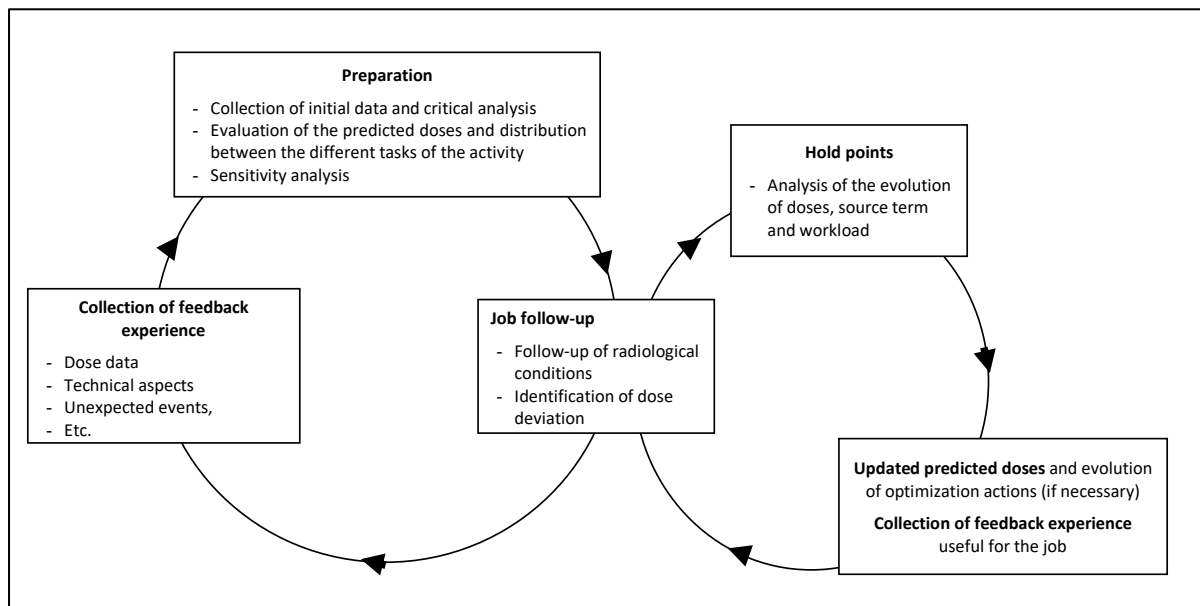 Preparation
- Collection of initial data and critical analysis
- Evaluation of the predicted doses and distribution
between the different tasks of the activity
- Sensitivity analysis
Hold points
- Analysis of the evolution
of doses, source term
and workload
Collection of feedback
experience
- Dose data
- Technical aspects
- Unexpected events,
- Etc.
Job follow-up
- Follow-up of radiological
conditions
- Identification of dose
deviation
Updated predicted doses and evolution
of optimization actions (if necessary)
Collection of feedback experience
useful for the job